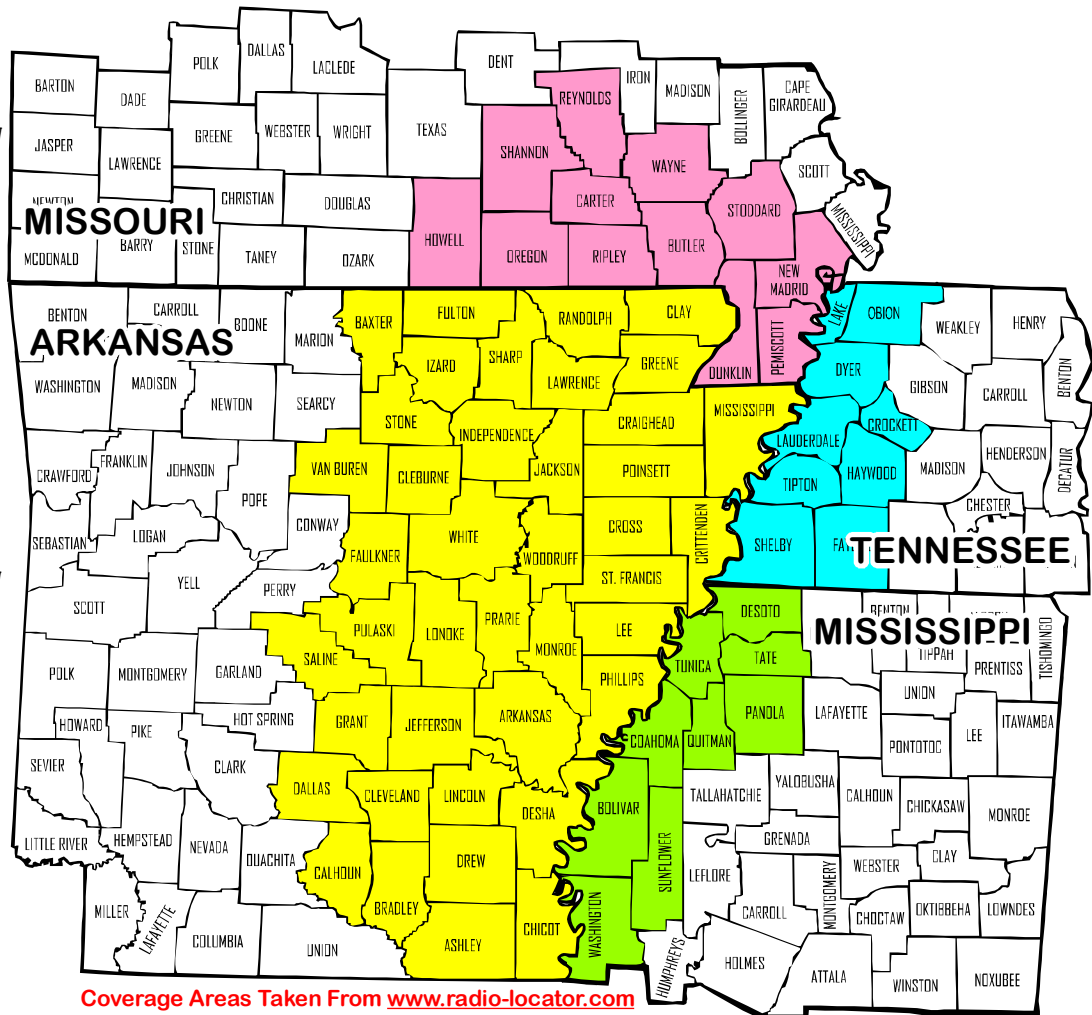 DALLAS
POLK
LACLEDE
DENT
BARTON
DADE
IRON
MADISON
BOLLINGER
CAPE
GIRARDEAU
REYNOLDS
JASPER
LAWRENCE
GREENE
WEBSTER
WRIGHT
TEXAS
SHANNON
WAYNE
SCOTT
NEWTON
CHRISTIAN
DOUGLAS
CARTER
STODDARD
MISSISSIPPI
MISSOURI
MCDONALD
BARRY
STONE
TANEY
OZARK
HOWELL
OREGON
RIPLEY
BUTLER
NEW
MADRID
PEMISCOTT
DUNKLIN
BENTON
CARROLL
BOONE
MARION
ARKANSAS
BAXTER
FULTON
RANDOLPH
CLAY
WASHINGTON
MADISON
NEWTON
SEARCY
IZARD
SHARP
LAWRENCE
GREENE
STONE
INDEPENDENCE
CRAIGHEAD
MISSISSIPPI
CRAWFORD
FRANKLIN
JOHNSON
POPE
VAN BUREN
CLEBURNE
JACKSON
POINSETT
SEBASTIAN
LOGAN
CONWAY
WHITE
WOODRUFF
CROSS
CRITTENDEN
FAULKNER
ST. FRANCIS
SCOTT
YELL
PERRY
PULASKI
LONOKE
PRARIE
MONROE
LEE
POLK
MONTGOMERY
GARLAND
SALINE
PHILLIPS
HOT SPRING
GRANT
JEFFERSON
ARKANSAS
HOWARD
PIKE
CLARK
SEVIER
DALLAS
CLEVELAND
LINCOLN
DESHA
LITTLE RIVER
HEMPSTEAD
NEVADA
OUACHITA
CALHOUN
DREW
MILLER
LAFAYETTE
COLUMBIA
UNION
BRADLEY
ASHLEY
CHICOT
LAKE
OBION
WEAKLEY
HENRY
DYER
GIBSON
CARROLL
BENTON
LAUDERDALE
CROCKETT
HENDERSON
DECATUR
TIPTON
HAYWOOD
MADISON
CHESTER
SHELBY
TENNESSEE
DESOTO
BENTON
MISSISSIPPI
TISHOMINGO
TUNICA
TATE
TIPPAH
PRENTISS
PANOLA
LAFAYETTE
UNION
COAHOMA
QUITMAN
PONTOTOC
LEE
ITAWAMBA
BOLIVAR
TALLAHATCHIE
YALOBUSHA
CALHOUN
CHICKASAW
MONROE
SUNFLOWER
GRENADA
LEFLORE
MONTGOMERY
WEBSTER
CLAY
WASHINGTON
CARROLL
CHOCTAW
OKTIBBEHA
LOWNDES
HUMPHREYS
HOLMES
ATTALA
WINSTON
NOXUBEE
Coverage Areas Taken From www.radio-locator.com